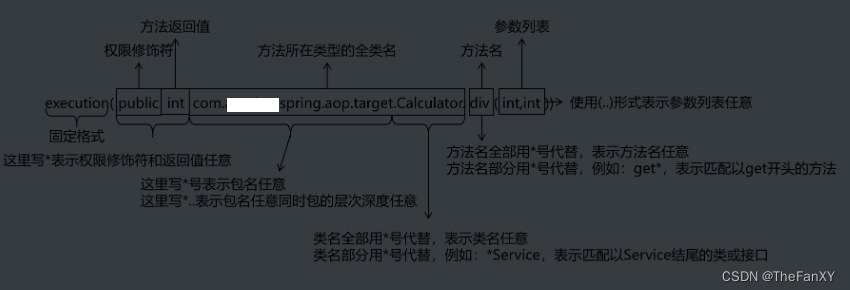 方法返回值
参数列表
权限修饰符
方法所在类型的全类名
方法名
execution(public int com. spring.aop.target.Calculator.div(int,int))
使用(..)形式表示参数列表任意
固定格式
这里写*表示权限修饰符和返回值任意
方法名全部用*号代替，表示方法名任意
方法名部分用*号代替，例如：get*，表示匹配以get开头的方法
这里写*号表示包名任意
这里写*..表示包名任意同时包的层次深度任意
类名全部用*号代替，表示类名任意
类名部分用*号代替，例如：*Service，表示匹配以Service结尾的类或接口
CSDN @TheFanXY